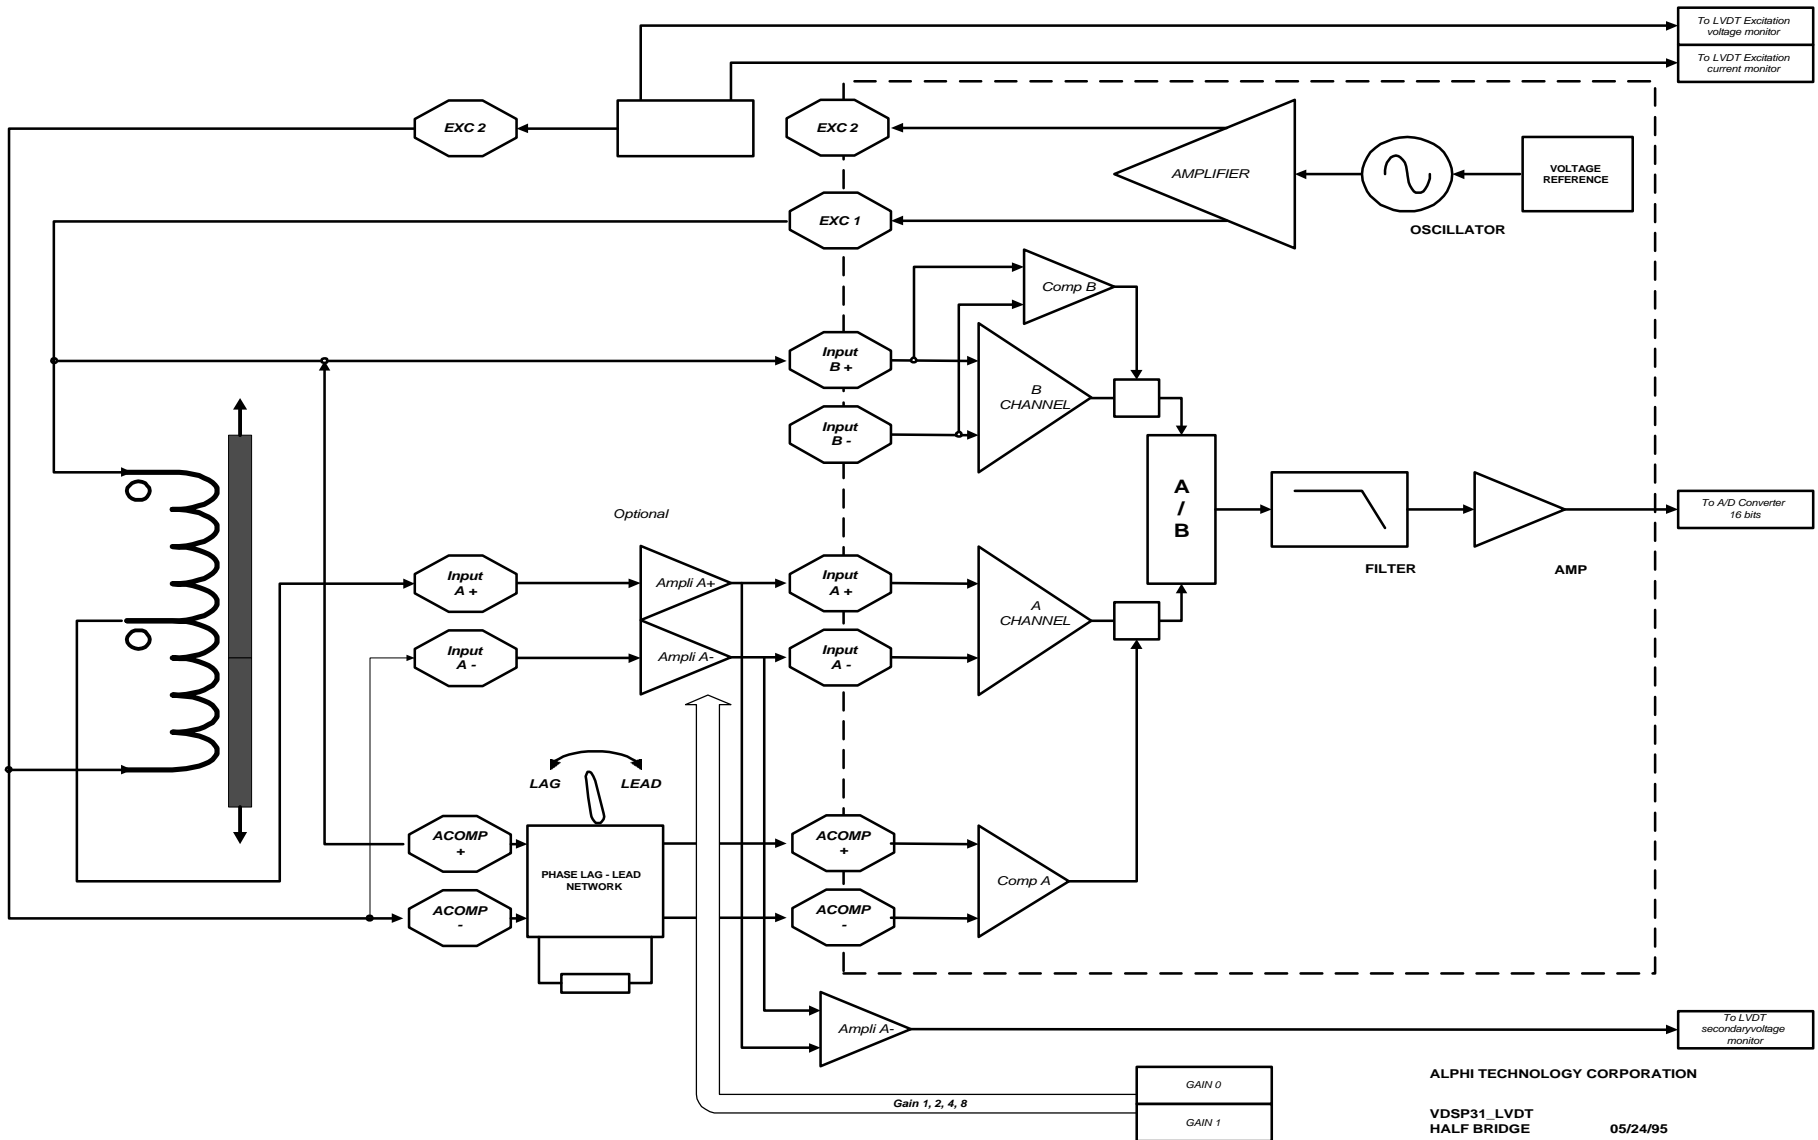 To LVDT Excitation
voltage monitor
To LVDT Excitation
current monitor
EXC 2
EXC 2
AMPLIFIER
VOLTAGE
REFERENCE
EXC 1
OSCILLATOR
Comp B
Input
B +
B
CHANNEL
Input
B -
A
/
B
To A/D Converter
16 bits
Optional
FILTER
AMP
Input
A +
Ampli A+
Input
A +
A
CHANNEL
Input
A -
Ampli A-
Input
A -
LAG
LEAD
ACOMP
+
PHASE LAG - LEAD
NETWORK
ACOMP
+
Comp A
ACOMP
-
ACOMP
-
Ampli A-
To LVDT
secondaryvoltage
monitor
GAIN 0
Gain 1, 2, 4, 8
GAIN 1
ALPHI TECHNOLOGY CORPORATION
VDSP31_LVDT
HALF BRIDGE 05/24/95